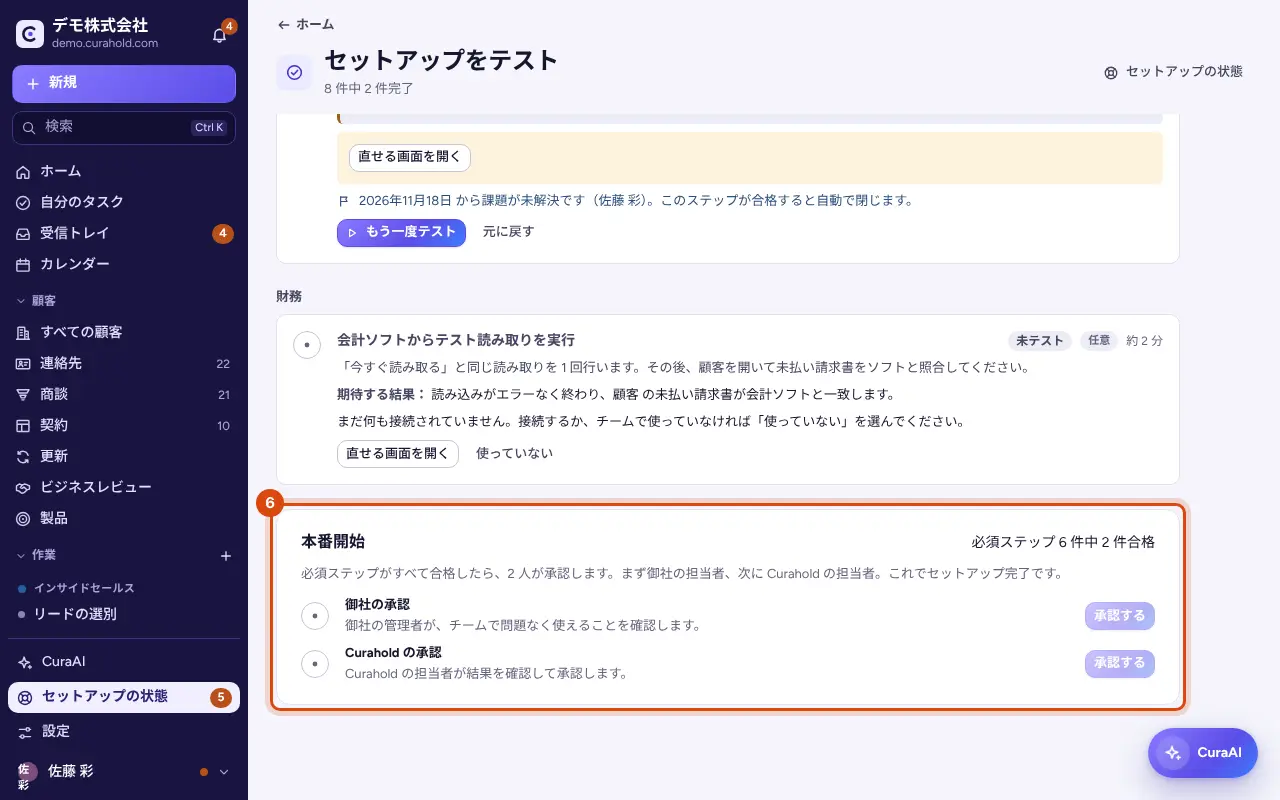 デモ株式会社
demo.curahold.com
4
新規
検索
Ctrl K
ホーム
自分のタスク
受信トレイ
4
カレンダー
顧客
すべての顧客
連絡先
22
商談
21
契約
10
更新
ビジネスレビュー
製品
作業
インサイドセールス
リードの選別
CuraAI
セットアップの状態
5
設定
佐彩
佐藤 彩
← ホーム
セットアップをテスト
8 件中 2 件完了
セットアップの状態
直せる画面を開く
2026年11月18日 から課題が未解決です（佐藤 彩）。このステップが合格すると自動で閉じます。
もう一度テスト
元に戻す
財務
会計ソフトからテスト読み取りを実行
未テスト
任意
約 2 分
「今すぐ読み取る」と同じ読み取りを 1 回行います。その後、顧客を開いて未払い請求書をソフトと照合してください。
期待する結果： 読み込みがエラーなく終わり、顧客 の未払い請求書が会計ソフトと一致します。
まだ何も接続されていません。接続するか、チームで使っていなければ「使っていない」を選んでください。
直せる画面を開く
使っていない
6
本番開始
必須ステップ 6 件中 2 件合格
必須ステップがすべて合格したら、2 人が承認します。まず御社の担当者、次に Curahold の担当者。これでセットアップ完了です。
御社の承認
御社の管理者が、チームで問題なく使えることを確認します。
承認する
Curahold の承認
Curahold の担当者が結果を確認して承認します。
承認する
CuraAI